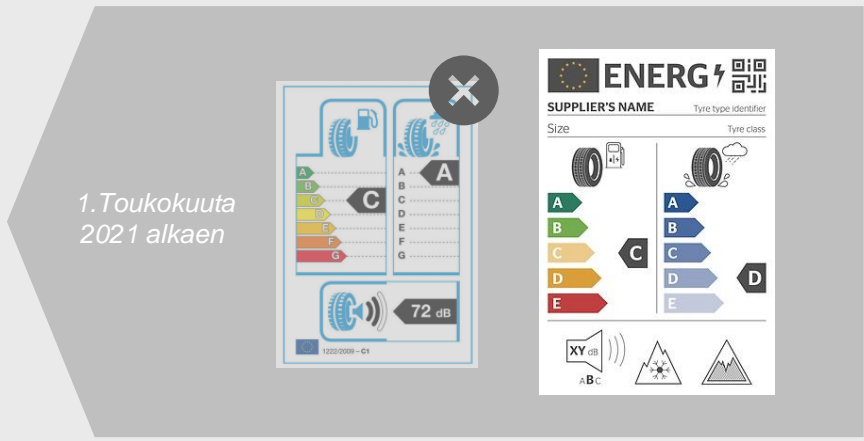 1.Toukokuuta
2021 alkaen
A
B
C
D
E
F
G
C
A
B
C
D
E
F
G
A
72 dB
1222/2009 – C1
ENERG
SUPPLIER'S NAME Tyre type identifier
Size Tyre class
A
B
C
D
E
C
A
B
C
D
E
D
XY dB
ABC